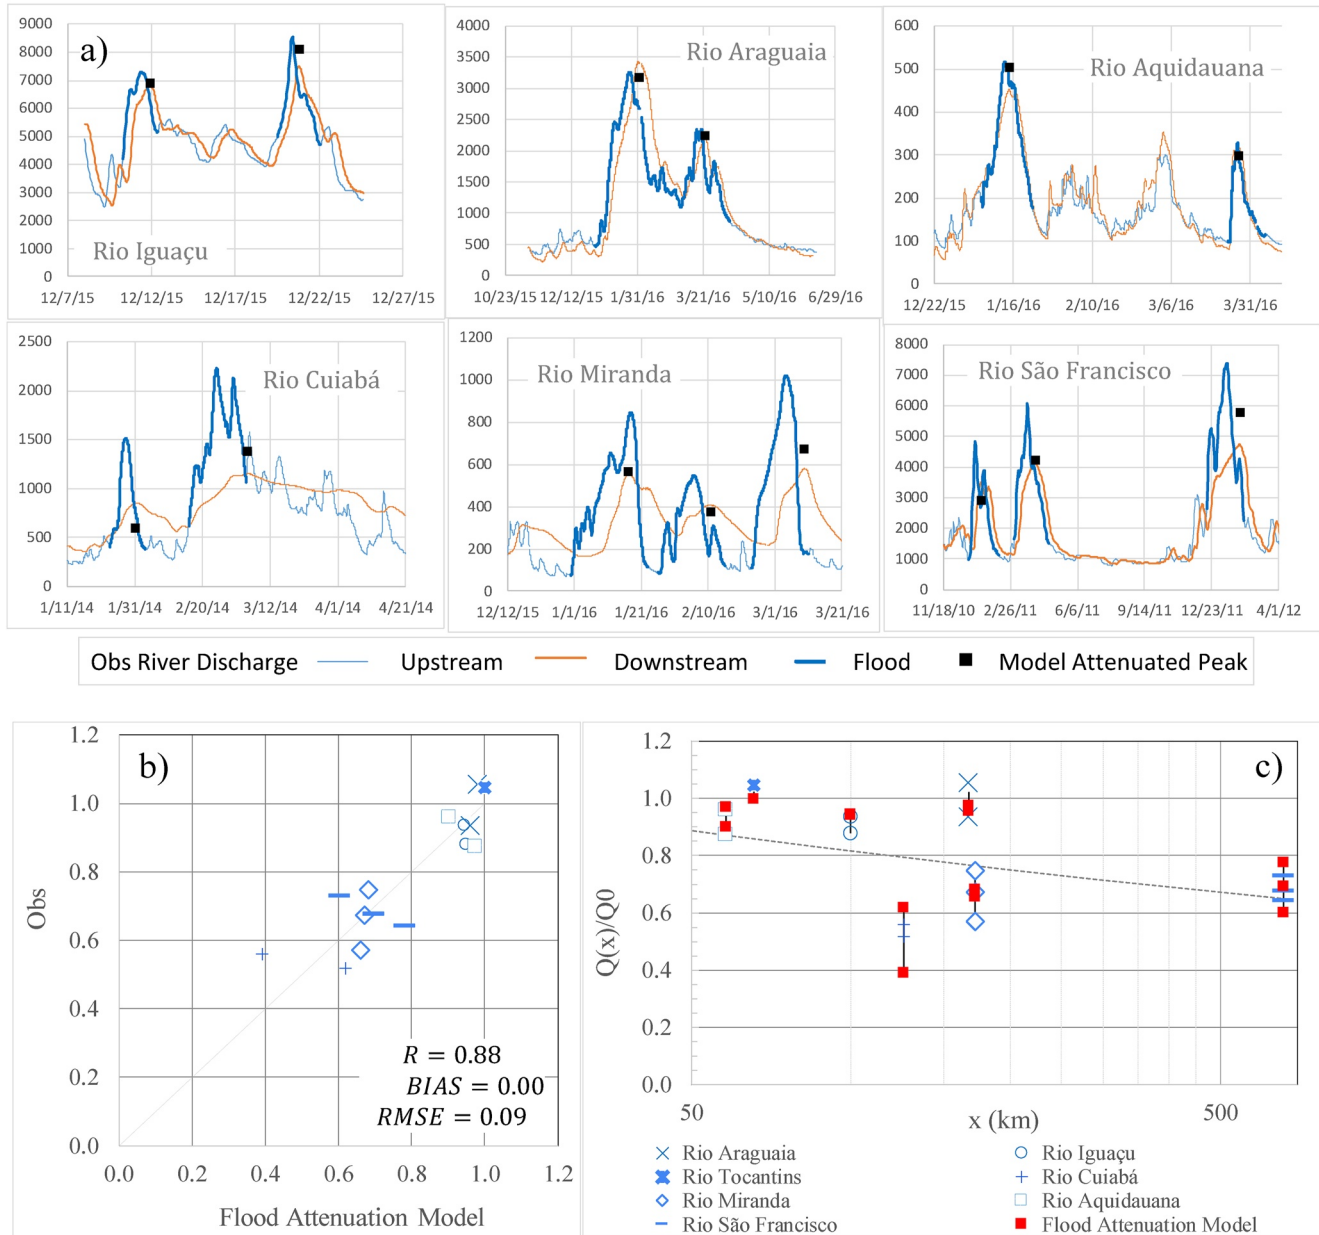 a)
9000
8000
7000
6000
5000
4000
3000
2000
1000
0
Rio Iguaçu
12/7/15 12/12/15 12/17/15 12/22/15 12/27/15
4000
3500
3000
2500
2000
1500
1000
500
0
Rio Araguaia
10/23/15 12/12/15 1/31/16 3/21/16 5/10/16 6/29/16
600
500
400
300
200
100
0
Rio Aquidauana
12/22/15 1/16/16 2/10/16 3/6/16 3/31/16
2500
2000
1500
1000
500
0
Rio Cuiabá
1/11/14 1/31/14 2/20/14 3/12/14 4/1/14 4/21/14
1200
1000
800
600
400
200
0
Rio Miranda
12/12/15 1/1/16 1/21/16 2/10/16 3/1/16 3/21/16
8000
7000
6000
5000
4000
3000
2000
1000
0
Rio São Francisco
11/18/10 2/26/11 6/6/11 9/14/11 12/23/11 4/1/12
Obs River Discharge Upstream Downstream Flood Model Attenuated Peak
b)
1.2
1.0
0.8
0.6
0.4
0.2
0.0
Obs
R = 0.88
BIAS = 0.00
RMSE = 0.09
0.0 0.2 0.4 0.6 0.8 1.0 1.2
Flood Attenuation Model
c)
1.2
1.0
0.8
0.6
0.4
0.2
0.0
Q(x)/Q0
50 500
x (km)
Rio Araguaia Rio Iguaçu
Rio Tocantins Rio Cuiabá
Rio Miranda Rio Aquidauana
Rio São Francisco Flood Attenuation Model